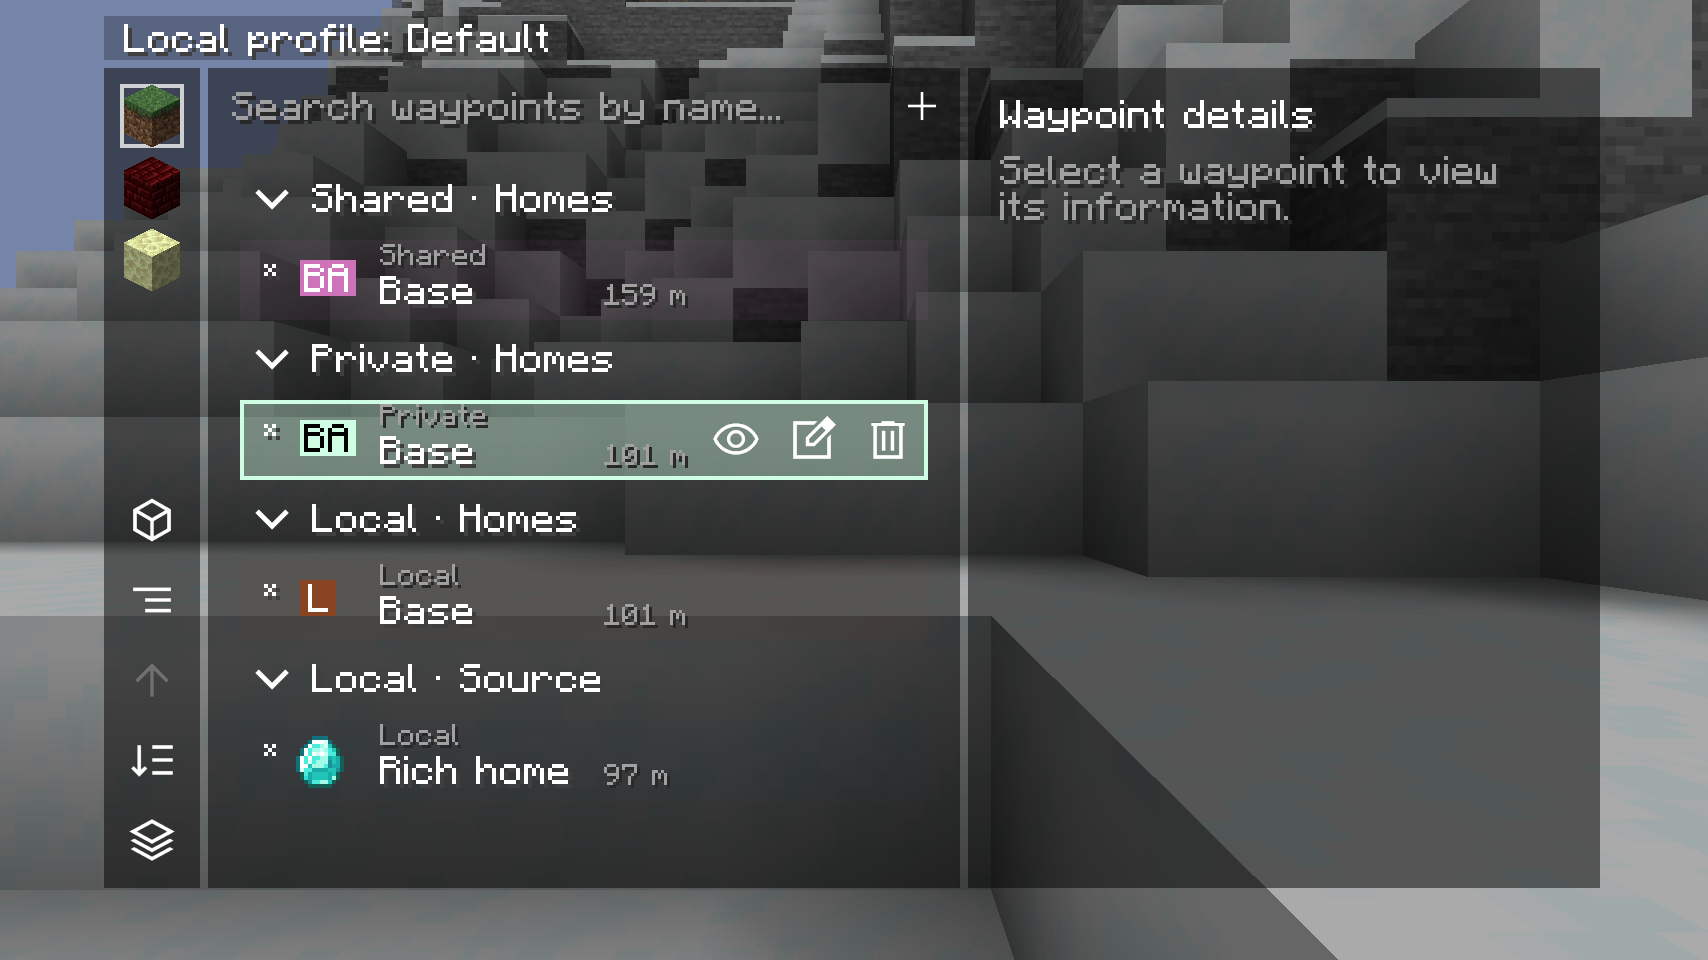 Local profile: Default
Search waypoints by name...
Shared · Homes
x
BA
Shared
Base
159 m
Private · Homes
x
BA
Private
Base
101 m
Local · Homes
x
L
Local
Base
101 m
Local · Source
x
Local
Rich home
97 m
Waypoint details
Select a waypoint to view
its information.